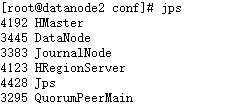 [root@datanode2 conf]# jps
4192 HMaster
3445 DataNode
3383 JournalNode
4123 HRegionServer
4428 Jps
3295 QuorumPeerMain